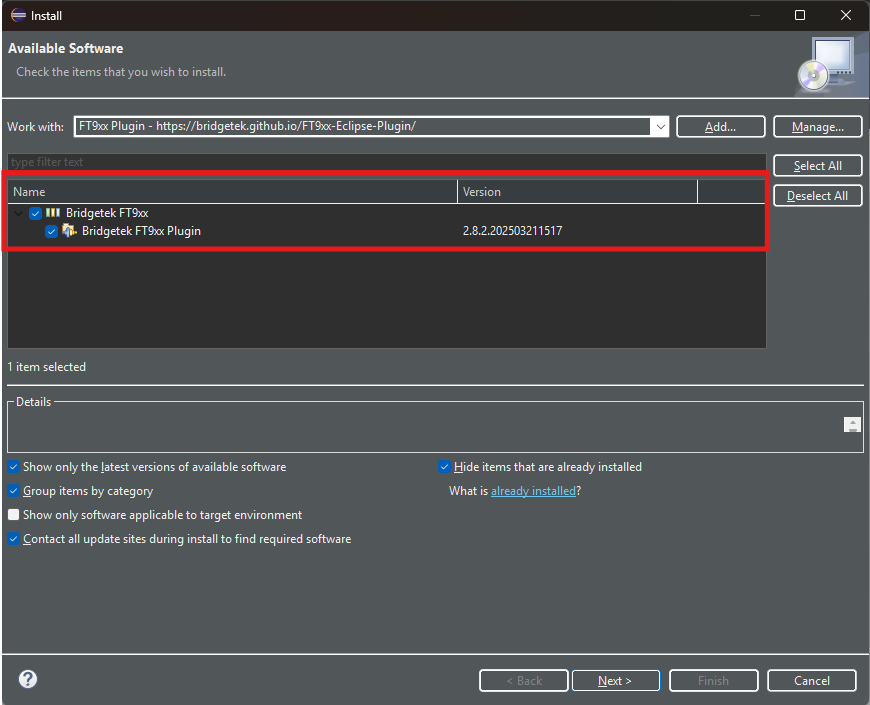 Install
Available Software
Check the items that you wish to install.
Work with: FT9xx Plugin - https://bridgetek.github.io/FT9xx-Eclipse-Plugin/ Add... Manage...
type filter text
Select All
Name Version
Deselect All
Bridgetek FT9xx
Bridgetek FT9xx Plugin 2.8.2.202503211517
1 item selected
Details
Show only the latest versions of available software Hide items that are already installed
Group items by category What is already installed?
Show only software applicable to target environment
Contact all update sites during install to find required software
? < Back Next > Finish Cancel